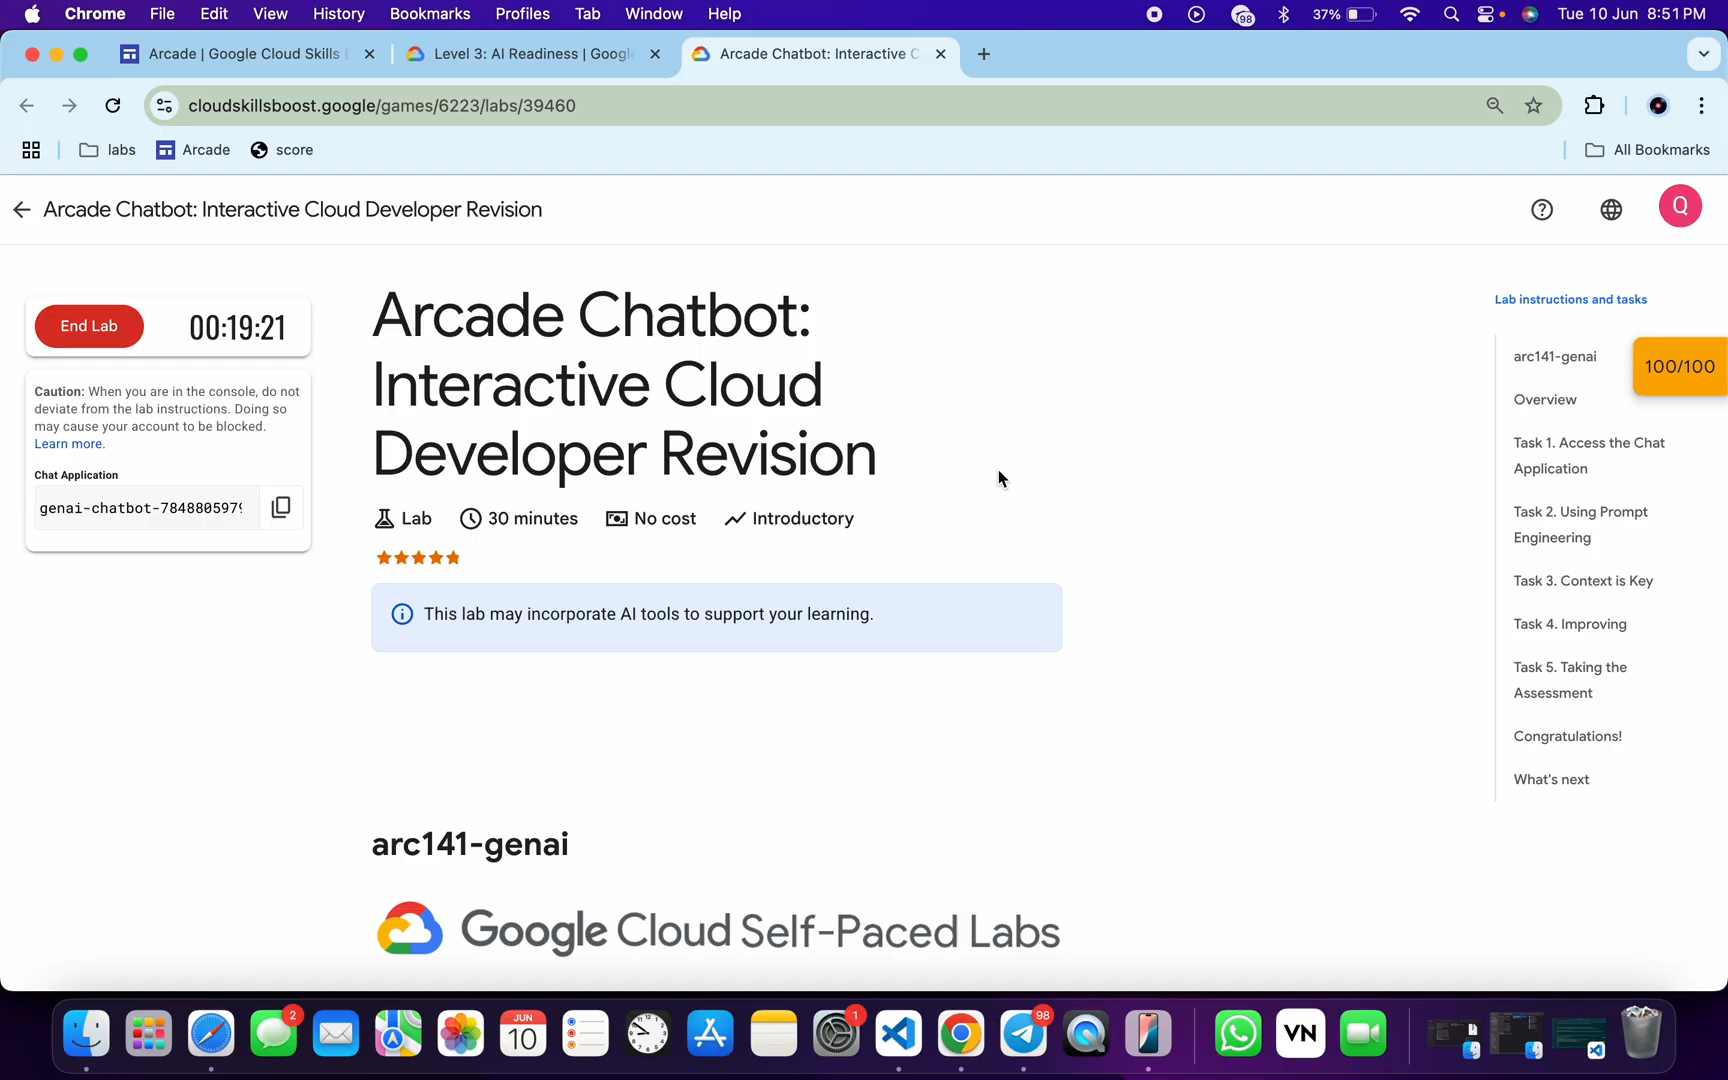 Chrome File Edit View History Bookmarks Profiles Tab Window Help
98 37% Tue 10 Jun 8:51 PM
Arcade | Google Cloud Skills
Level 3: AI Readiness | Googl
Arcade Chatbot: Interactive C
cloudskillsboost.google/games/6223/labs/39460
labs Arcade score All Bookmarks
Arcade Chatbot: Interactive Cloud Developer Revision
Q
End Lab 00:19:21
Caution: When you are in the console, do not
deviate from the lab instructions. Doing so
may cause your account to be blocked.
Learn more.
Chat Application
genai-chatbot-784880597
Arcade Chatbot:
Interactive Cloud
Developer Revision
Lab 30 minutes No cost Introductory
This lab may incorporate AI tools to support your learning.
arc141-genai
Google Cloud Self-Paced Labs
Lab instructions and tasks
arc141-genai
100/100
Overview
Task 1. Access the Chat
Application
Task 2. Using Prompt
Engineering
Task 3. Context is Key
Task 4. Improving
Task 5. Taking the
Assessment
Congratulations!
What's next
2
JUN
10
1
98
VN